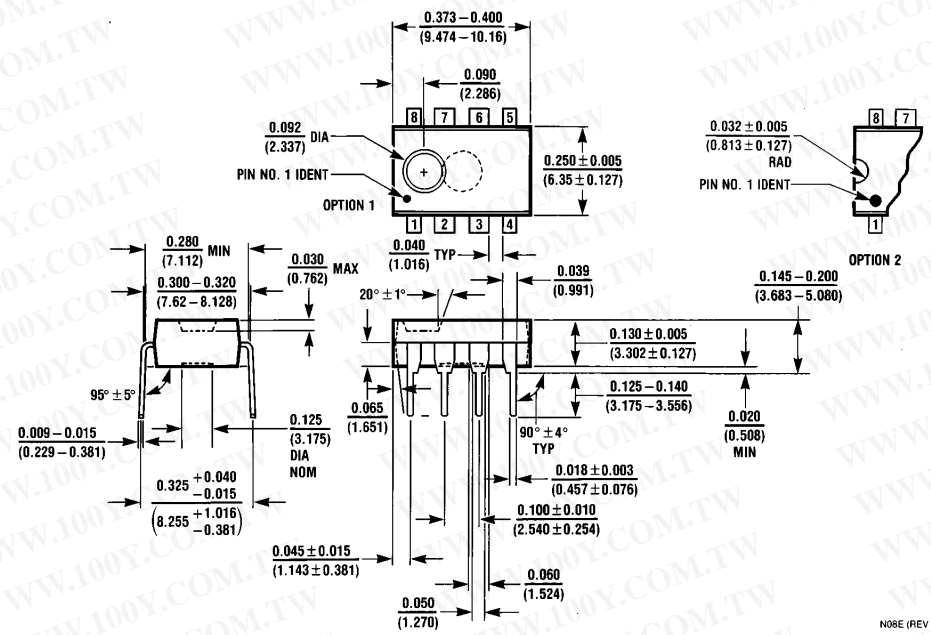 0.373 – 0.400
(9.474 – 10.16)
0.090
(2.286)
8 7 6 5
0.092 DIA
(2.337)
PIN NO. 1 IDENT
OPTION 1
+
0.250 ± 0.005
(6.35 ± 0.127)
1 2 3 4
0.032 ± 0.005
(0.813 ± 0.127)
RAD
PIN NO. 1 IDENT
8 7
1
OPTION 2
0.280 MIN
(7.112)
0.300 – 0.320
(7.62 – 8.128)
0.030 MAX
(0.762)
0.040 TYP
(1.016)
0.039
(0.991)
20° ± 1°
0.145 – 0.200
(3.683 – 5.080)
0.130 ± 0.005
(3.302 ± 0.127)
0.125 – 0.140
(3.175 – 3.556)
0.020
(0.508)
MIN
95° ± 5°
0.009 – 0.015
(0.229 – 0.381)
0.125
(3.175)
DIA
NOM
0.065
(1.651)
90° ± 4°
TYP
0.325 +0.040
−0.015
(8.255 +1.016
−0.381)
0.018 ± 0.003
(0.457 ± 0.076)
0.100 ± 0.010
(2.540 ± 0.254)
0.045 ± 0.015
(1.143 ± 0.381)
0.060
(1.524)
0.050
(1.270)
N08E (REV
WWW.100Y.COM.TW